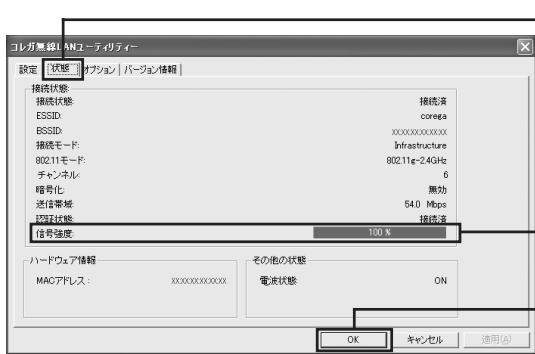 コレガ無線LANユーティリティー
設定 状態 オプション バージョン情報
接続状態
接続状態: 接続済
ESSID: corega
BSSID: XXXXXXXXXXXX
接続モード: Infrastructure
802.11モード: 802.11g-2.4GHz
チャンネル: 6
暗号化: 無効
送信帯域: 54.0 Mbps
認証状態: 接続済
信号強度: 100 %
ハードウェア情報
MACアドレス: XXXXXXXXXXXX
その他の状態
電波状態: ON
OK キャンセル 適用(A)